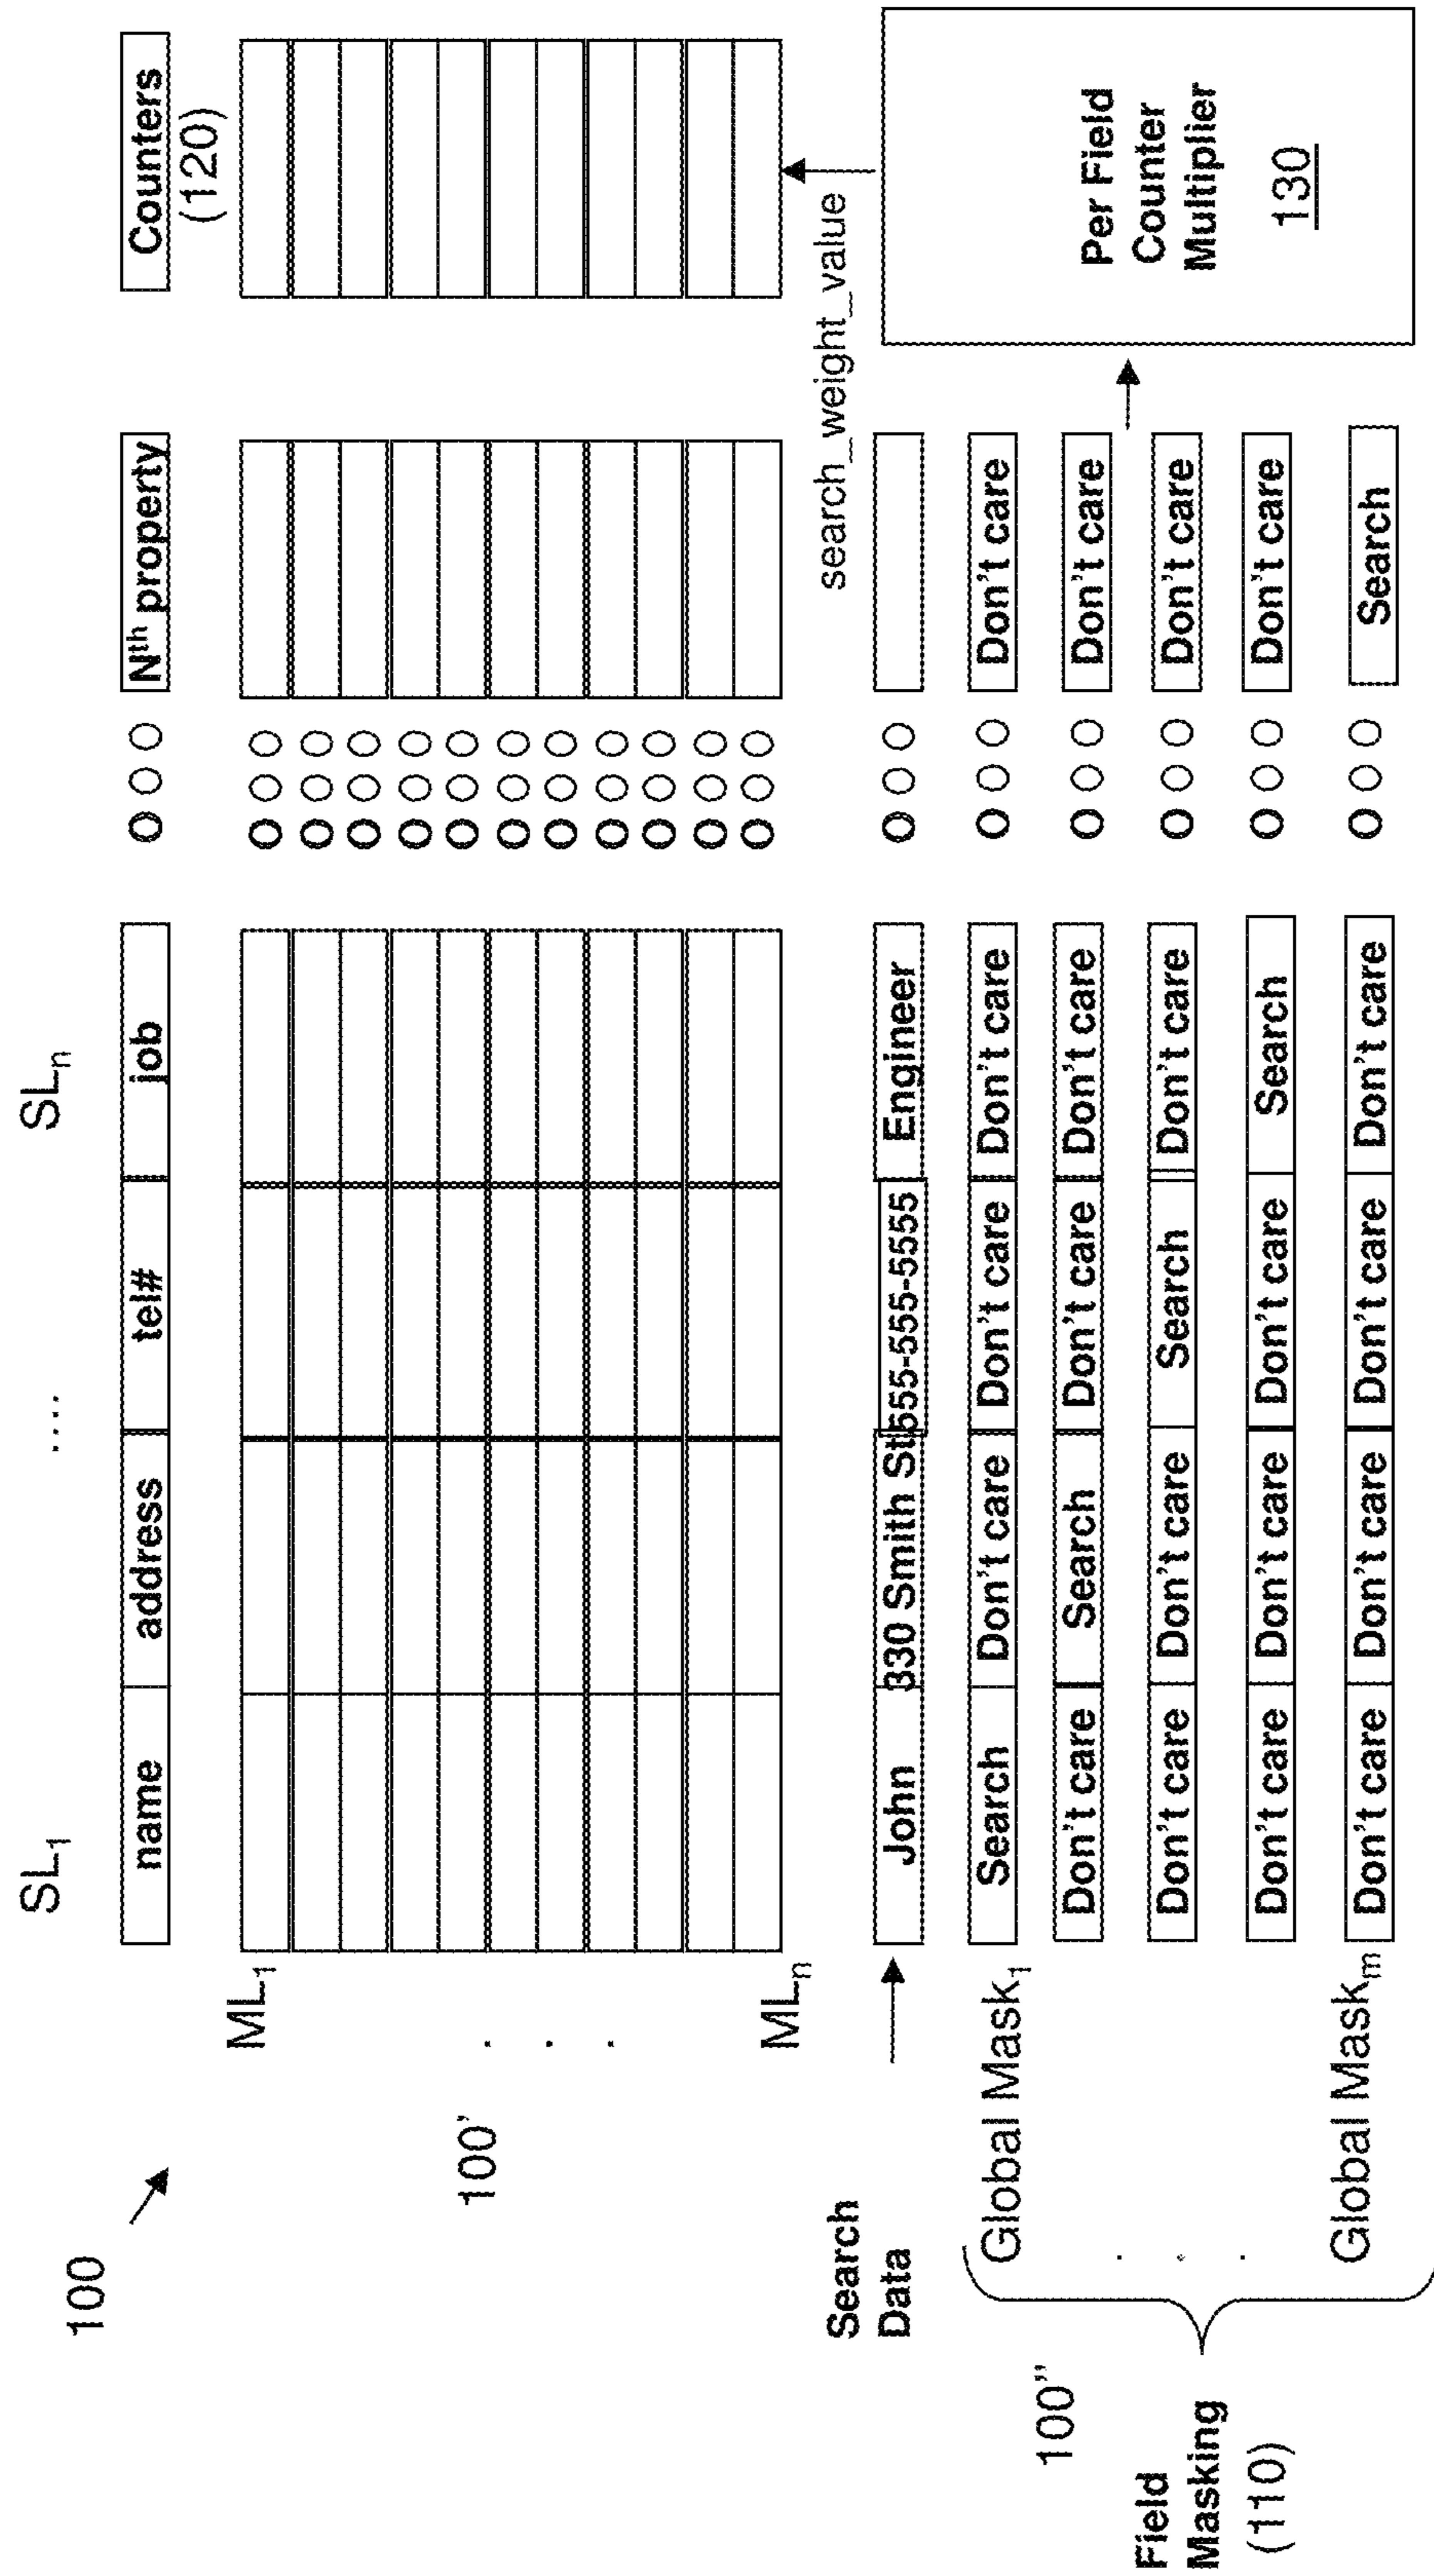 100
SL₁ .... SLₙ
name address tel# job Nᵗʰ property Counters
(120)
ML₁
. . .
100'
MLₙ
search_weight_value
Search
Data
John 330 Smith St 555-555-5555 Engineer
Global Mask₁ Search Don't care Don't care Don't care Don't care
Don't care Search Don't care Don't care Don't care
. . . Don't care Don't care Search Don't care Don't care
Don't care Don't care Don't care Search Don't care
Global Maskₘ Don't care Don't care Don't care Don't care Search
100"
Field
Masking
(110)
Per Field
Counter
Multiplier
130